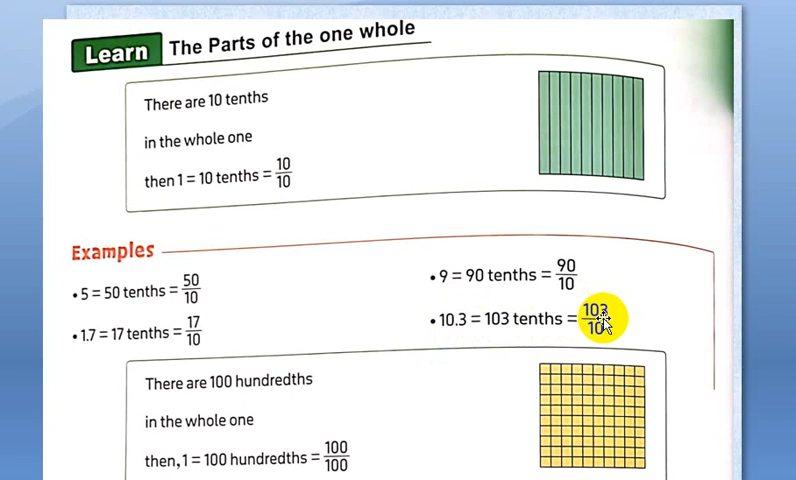 Learn The Parts of the one whole
There are 10 tenths
in the whole one
then 1 = 10 tenths = 10/10
Examples
• 5 = 50 tenths = 50/10
• 9 = 90 tenths = 90/10
• 1.7 = 17 tenths = 17/10
• 10.3 = 103 tenths = 103/10
There are 100 hundredths
in the whole one
then, 1 = 100 hundredths = 100/100